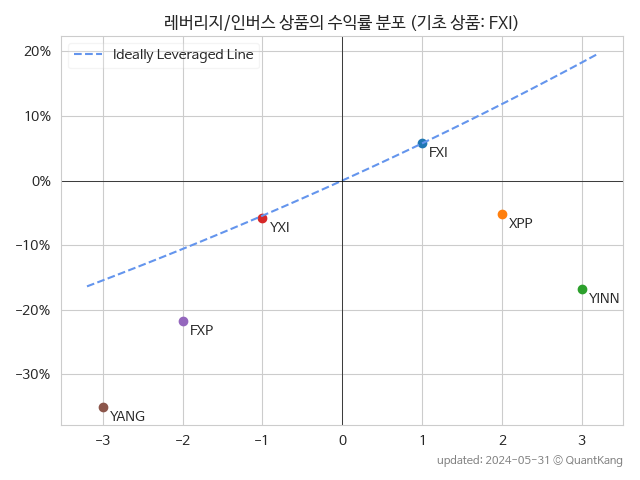 레버리지/인버스 상품의 수익률 분포 (기초 상품: FXI)
Ideally Leveraged Line
20%
10%
0%
−10%
−20%
−30%
FXI
YXI
XPP
YINN
FXP
YANG
−3
−2
−1
0
1
2
3
updated: 2024-05-31 © QuantKang